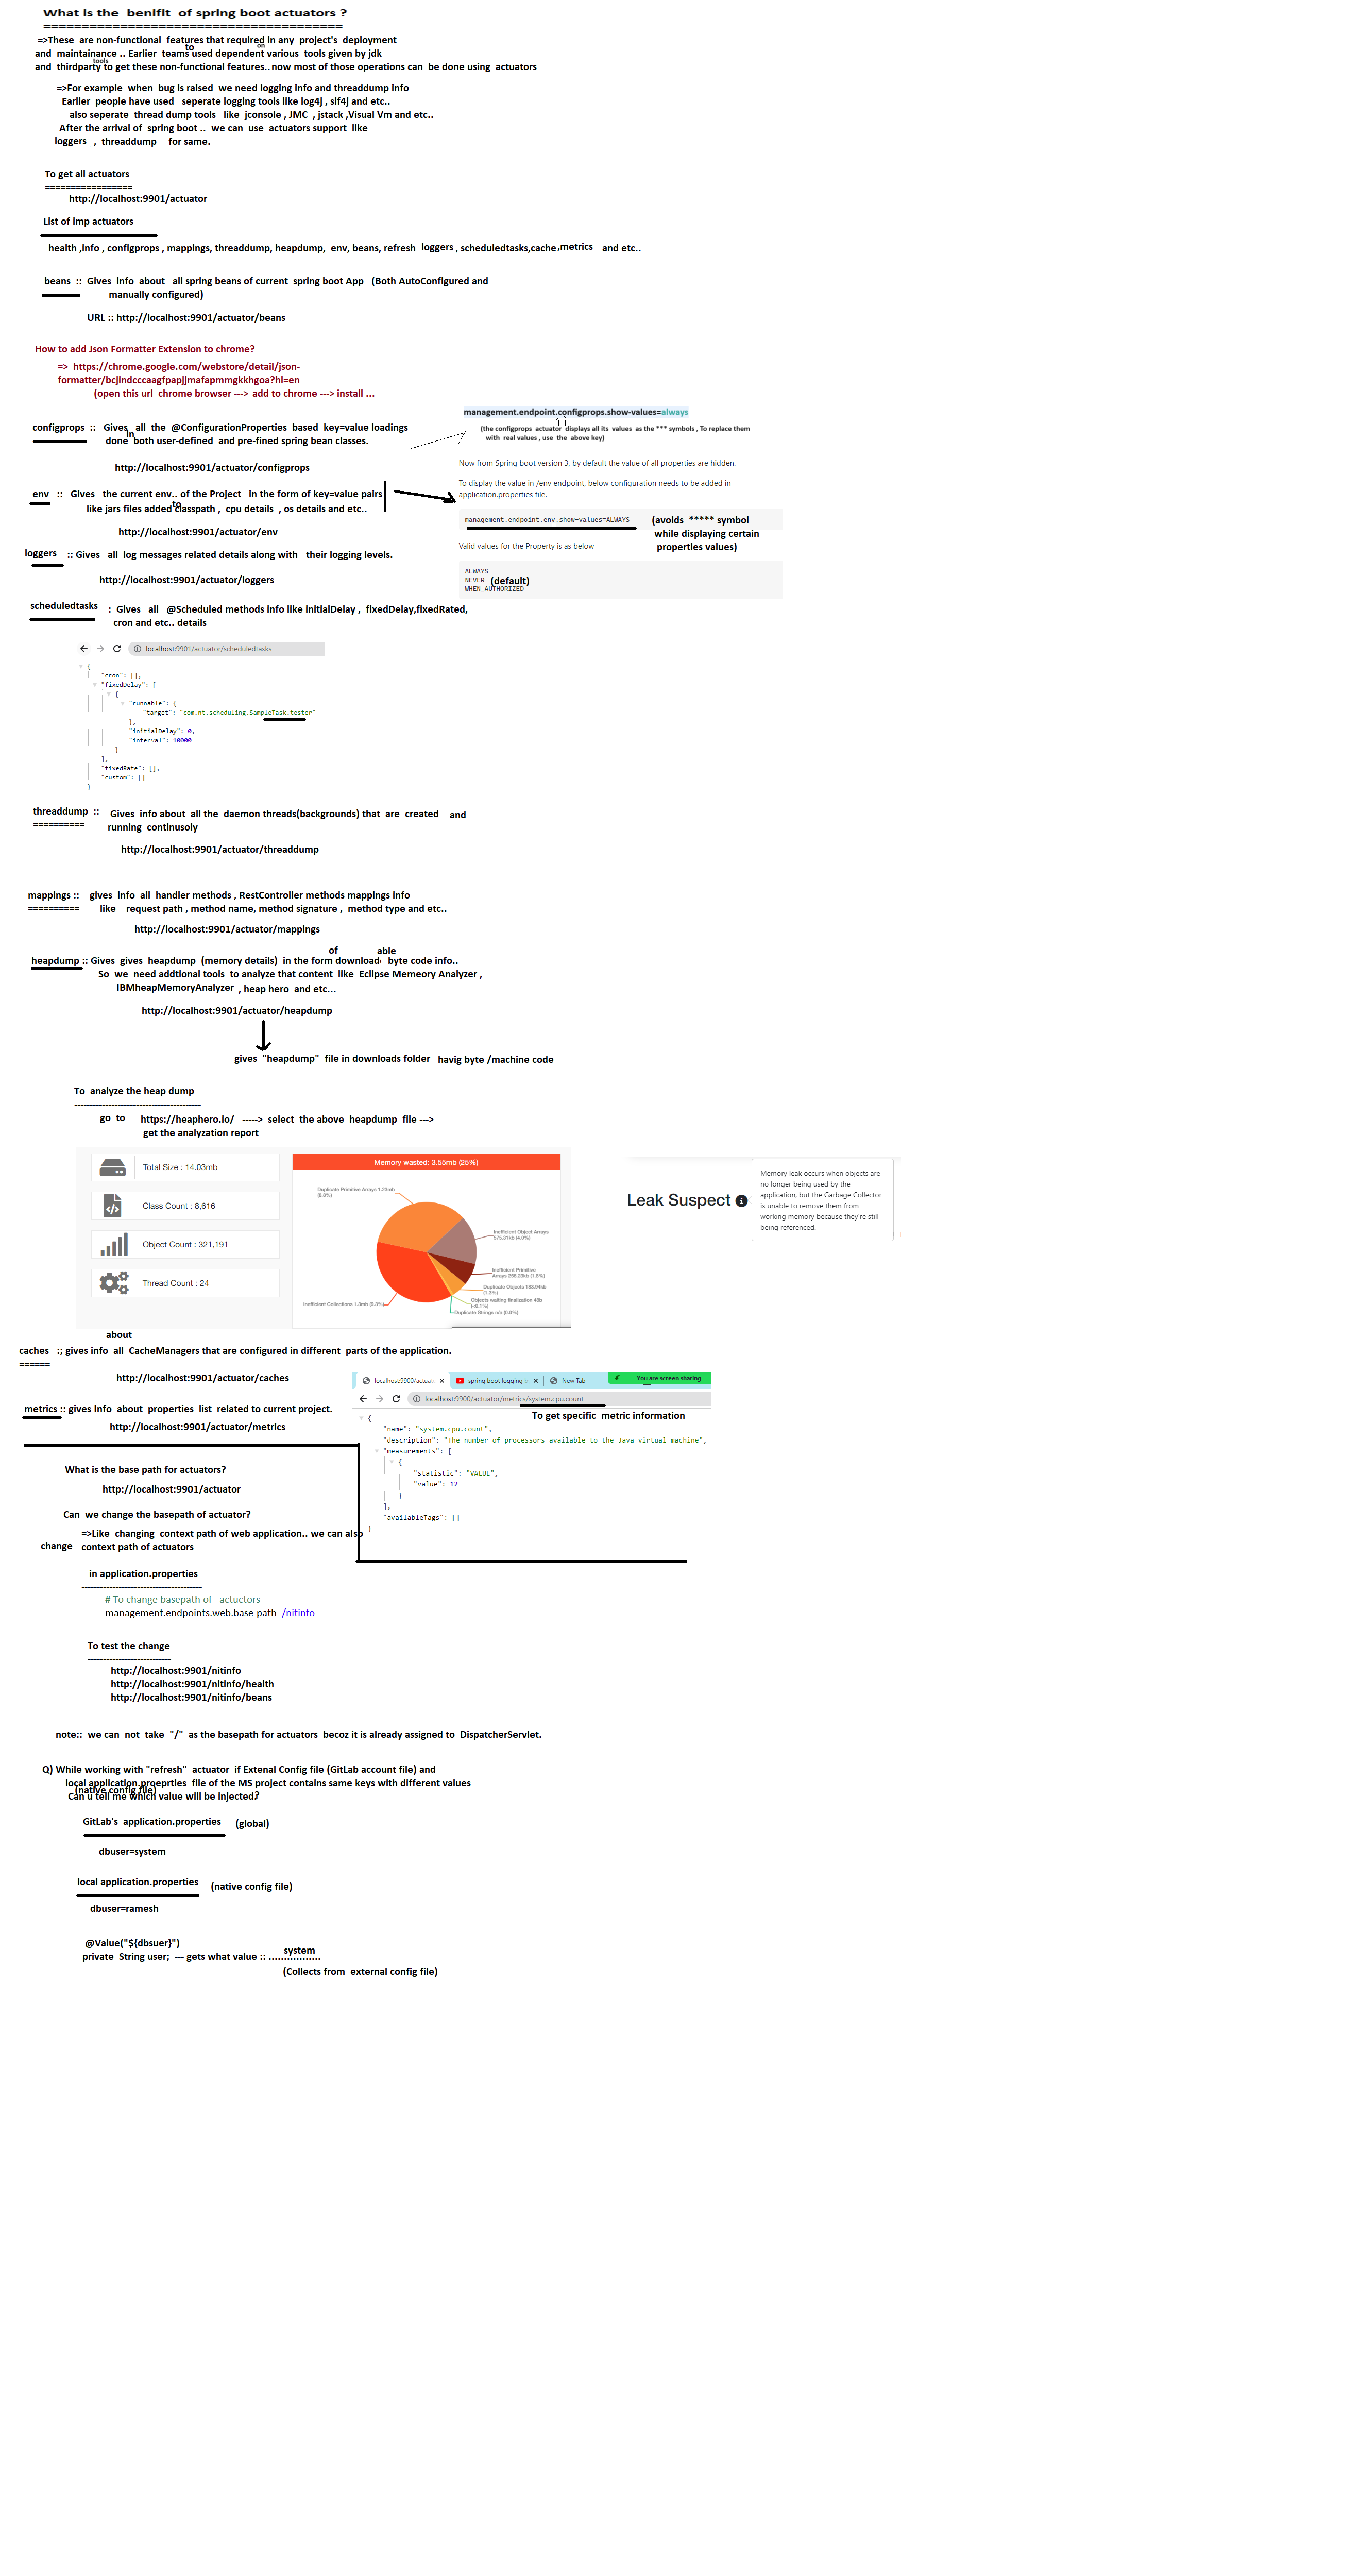 What is the benifit of spring boot actuators ?
=======================================
=>These are non-functional features that required in any project's deployment
and maintainance .. Earlier teams to used dependent on various tools given by jdk
and thirdparty tools to get these non-functional features.. now most of those operations can be done using actuators
=>For example when bug is raised we need logging info and threaddump info
Earlier people have used seperate logging tools like log4j , slf4j and etc..
also seperate thread dump tools like jconsole , JMC , jstack ,Visual Vm and etc..
After the arrival of spring boot .. we can use actuators support like
loggers , threaddump for same.
To get all actuators
=================
http://localhost:9901/actuator
List of imp actuators
health ,info , configprops , mappings, threaddump, heapdump, env, beans, refresh loggers , scheduledtasks,cache,metrics and etc..
beans :: Gives info about all spring beans of current spring boot App (Both AutoConfigured and
manually configured)
URL :: http://localhost:9901/actuator/beans
How to add Json Formatter Extension to chrome?
=> https://chrome.google.com/webstore/detail/json-
formatter/bcjindcccaagfpapjjmafapmmgkkhgoa?hl=en
(open this url chrome browser ---> add to chrome ---> install ...
configprops :: Gives all the @ConfigurationProperties based key=value loadings
done in both user-defined and pre-fined spring bean classes.
http://localhost:9901/actuator/configprops
management.endpoint.configprops.show-values=always
(the configprops actuator displays all its values as the *** symbols , To replace them
with real values , use the above key)
Now from Spring boot version 3, by default the value of all properties are hidden.
To display the value in /env endpoint, below configuration needs to be added in
application.properties file.
management.endpoint.env.show-values=ALWAYS
(avoids ***** symbol
while displaying certain
properties values)
Valid values for the Property is as below
ALWAYS
NEVER (default)
WHEN_AUTHORIZED
env :: Gives the current env.. of the Project in the form of key=value pairs
like jars files added to classpath , cpu details , os details and etc..
http://localhost:9901/actuator/env
loggers :: Gives all log messages related details along with their logging levels.
http://localhost:9901/actuator/loggers
scheduledtasks : Gives all @Scheduled methods info like initialDelay , fixedDelay,fixedRated,
cron and etc.. details
localhost:9901/actuator/scheduledtasks
{
"cron": [],
"fixedDelay": [
{
"runnable": {
"target": "com.nt.scheduling.SampleTask.tester"
},
"initialDelay": 0,
"interval": 10000
}
],
"fixedRate": [],
"custom": []
}
threaddump :: Gives info about all the daemon threads(backgrounds) that are created and
========== running continusoly
http://localhost:9901/actuator/threaddump
mappings :: gives info all handler methods , RestController methods mappings info
========== like request path , method name, method signature , method type and etc..
http://localhost:9901/actuator/mappings
heapdump :: Gives gives heapdump (memory details) in the form of downloadable byte code info..
So we need addtional tools to analyze that content like Eclipse Memeory Analyzer ,
IBMheapMemoryAnalyzer , heap hero and etc...
http://localhost:9901/actuator/heapdump
gives "heapdump" file in downloads folder havig byte /machine code
To analyze the heap dump
-----------------------------------------
go to https://heaphero.io/ -----> select the above heapdump file --->
get the analyzation report
Total Size : 14.03mb
Class Count : 8,616
Object Count : 321,191
Thread Count : 24
Memory wasted: 3.55mb (25%)
Duplicate Primitive Arrays 1.23mb
(8.8%)
Inefficient Object Arrays
575.31kb (4.0%)
Inefficient Primitive
Arrays
Duplicate Objects 183.94kb
(1.3%)
Objects waiting finalization 48b
(<0.1%)
Duplicate Strings n/a (0.0%)
Inefficient Collections 1.3mb (9.3%)
Leak Suspect
Memory leak occurs when objects are
no longer being used by the
application. but the Garbage Collector
is unable to remove them from
working memory because they're still
being referenced.
caches :; gives info about all CacheManagers that are configured in different parts of the application.
======
http://localhost:9901/actuator/caches
metrics :: gives Info about properties list related to current project.
http://localhost:9901/actuator/metrics
localhost:9900/actuat
spring boot logging
New Tab
You are screen sharing
localhost:9900/actuator/metrics/system.cpu.count
To get specific metric information
{
"name": "system.cpu.count",
"description": "The number of processors available to the Java virtual machine",
"measurements": [
{
"statistic": "VALUE",
"value": 12
}
],
"availableTags": []
}
What is the base path for actuators?
http://localhost:9901/actuator
Can we change the basepath of actuator?
=>Like changing context path of web application.. we can also
change context path of actuators
in application.properties
---------------------------------------
# To change basepath of actuctors
management.endpoints.web.base-path=/nitinfo
To test the change
---------------------------
http://localhost:9901/nitinfo
http://localhost:9901/nitinfo/health
http://localhost:9901/nitinfo/beans
note:: we can not take "/" as the basepath for actuators becoz it is already assigned to DispatcherServlet.
Q) While working with "refresh" actuator if Extenal Config file (GitLab account file) and
local application.proeprties file of the MS project contains same keys with different values
(native config file)
Can u tell me which value will be injected?
GitLab's application.properties (global)
dbuser=system
local application.properties (native config file)
dbuser=ramesh
@Value("${dbsuer}")
private String user; --- gets what value :: ................. system
(Collects from external config file)